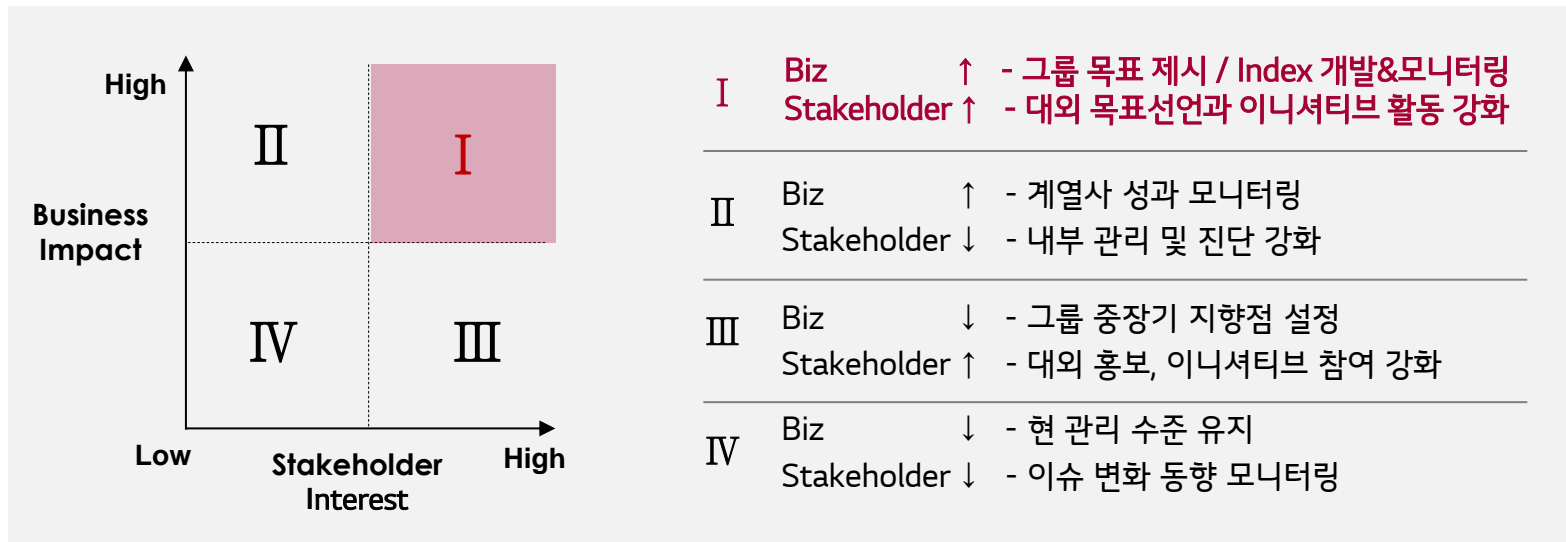 High
Business
Impact
Low
Stakeholder
Interest
High
Ⅱ
Ⅰ
Ⅳ
Ⅲ
Ⅰ
Biz ↑ - 그룹 목표 제시 / Index 개발&모니터링
Stakeholder ↑ - 대외 목표선언과 이니셔티브 활동 강화
Ⅱ
Biz ↑ - 계열사 성과 모니터링
Stakeholder ↓ - 내부 관리 및 진단 강화
Ⅲ
Biz ↓ - 그룹 중장기 지향점 설정
Stakeholder ↑ - 대외 홍보, 이니셔티브 참여 강화
Ⅳ
Biz ↓ - 현 관리 수준 유지
Stakeholder ↓ - 이슈 변화 동향 모니터링